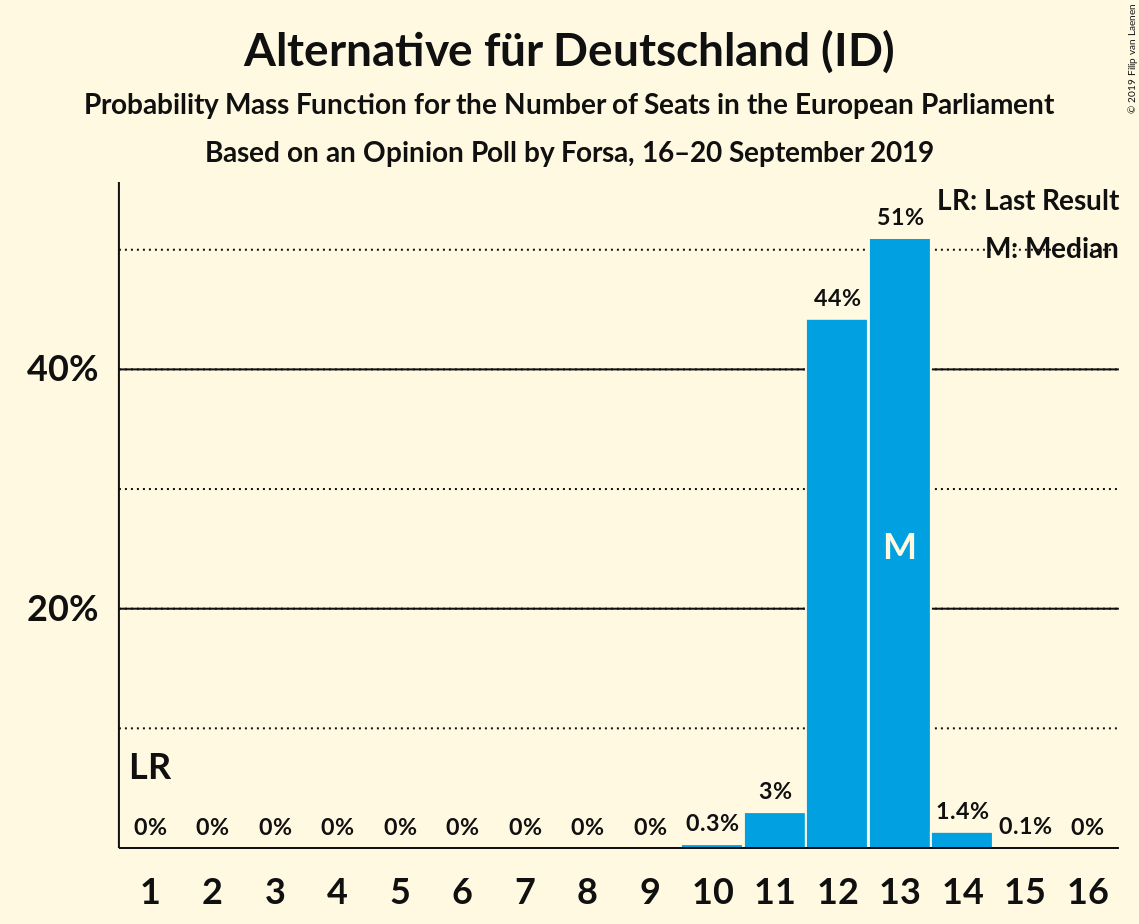 Alternative für Deutschland (ID)
Probability Mass Function for the Number of Seats in the European Parliament
Based on an Opinion Poll by Forsa, 16–20 September 2019
© 2019 Filip van Laenen
LR: Last Result
M: Median
51%
44%
40%
M
20%
LR
0% 0% 0% 0% 0% 0% 0% 0% 0% 0.3% 3% 1.4% 0.1% 0%
1 2 3 4 5 6 7 8 9 10 11 12 13 14 15 16